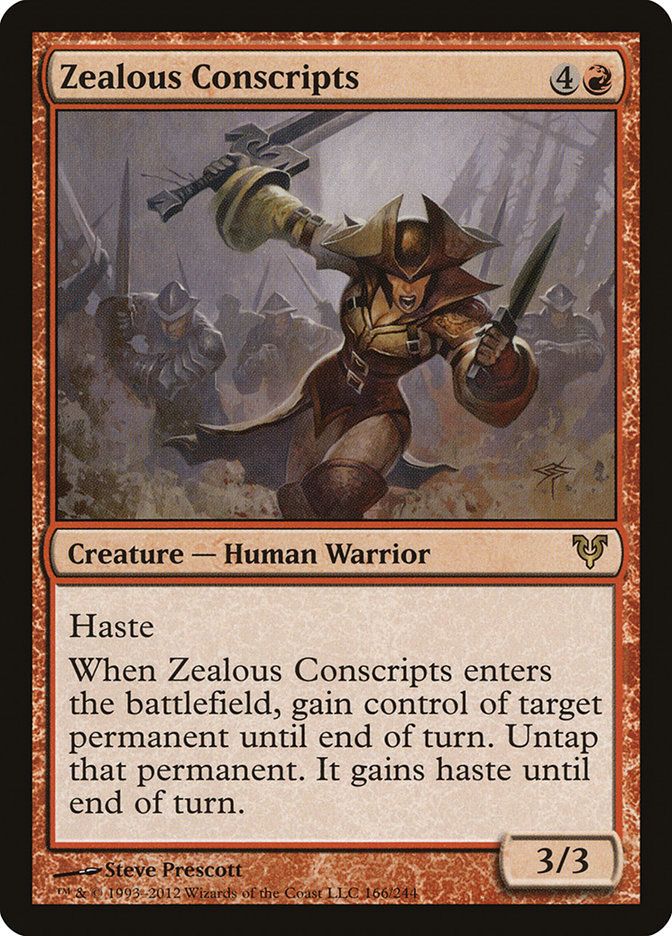 Zealous Conscripts 4
Creature — Human Warrior
Haste
When Zealous Conscripts enters
the battlefield, gain control of target
permanent until end of turn. Untap
that permanent. It gains haste until
end of turn.
3/3
Steve Prescott
™ & © 1993–2012 Wizards of the Coast LLC 166/244